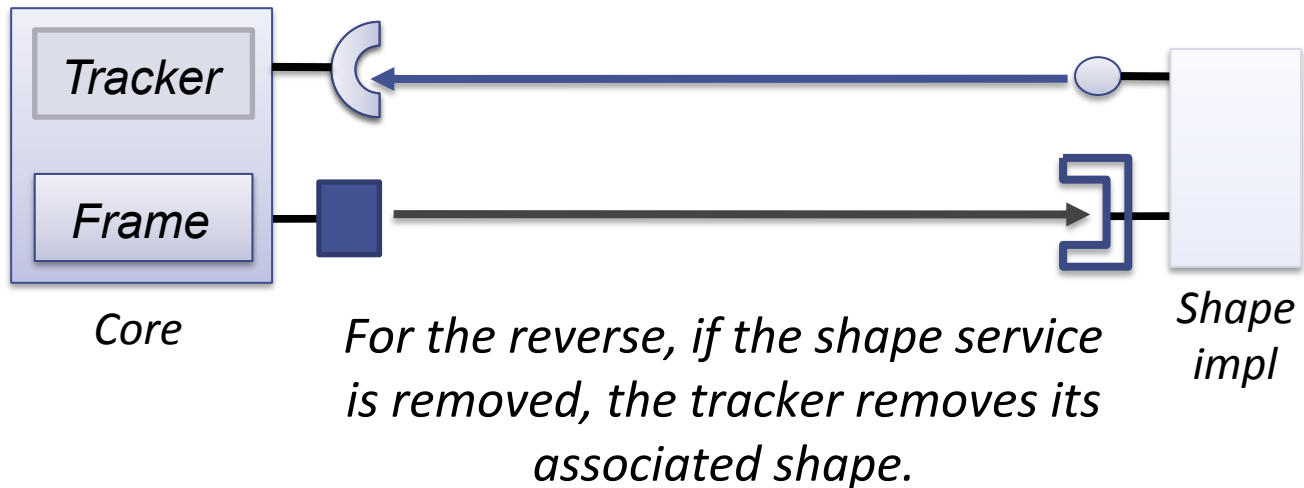 Tracker
Frame
Core
Shape
impl
For the reverse, if the shape service
is removed, the tracker removes its
associated shape.